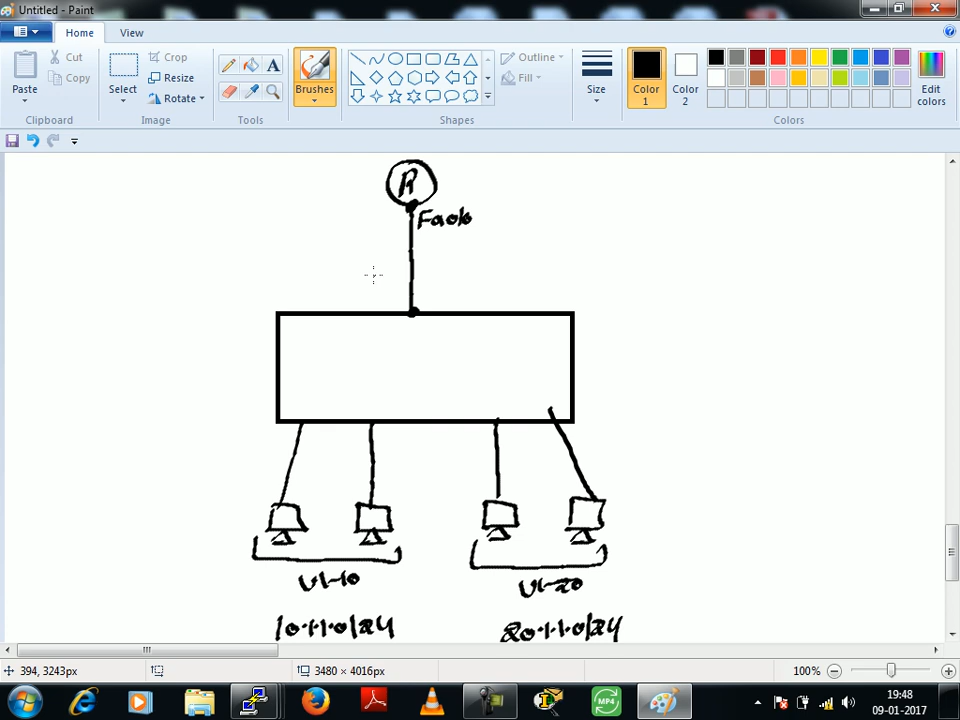 Untitled - Paint
Home View
Paste Cut Copy
Clipboard
Select Crop Resize Rotate
Image
A
Tools
Brushes
Shapes
Outline Fill
Size
Color 1
Color 2
Edit colors
Colors
R
Fa0/0
Vl-10
Vl-20
10.1.1.0/24
20.1.1.0/24
394, 3243px
3480 × 4016px
100%
MP4
19:48
09-01-2017